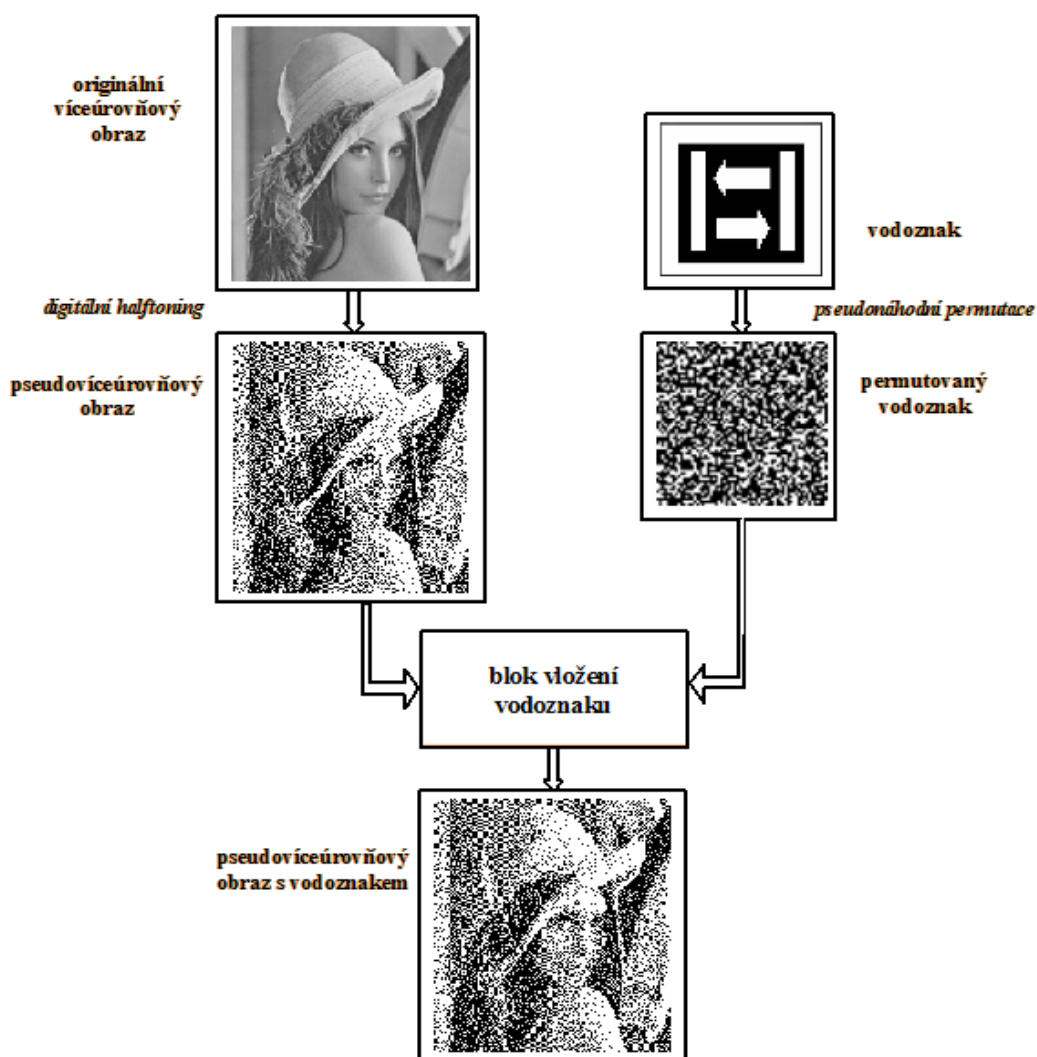 originální
víceúrovňový
obraz
vodoznak
digitální halftoning
pseudonáhodní permutace
pseudovíceúrovňový
obraz
permutovaný
vodoznak
blok vložení
vodoznaku
pseudovíceúrovňový
obraz s vodoznakem